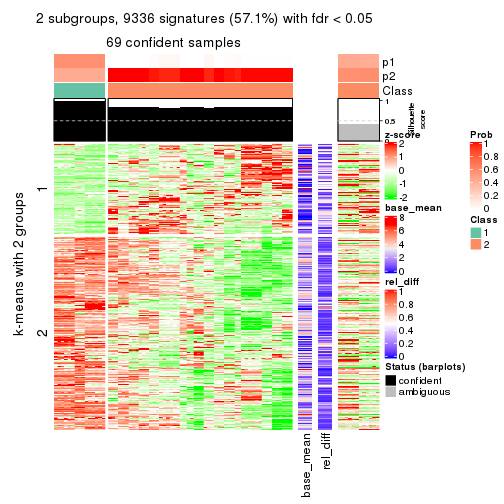 2 subgroups, 9336 signatures (57.1%) with fdr < 0.05
69 confident samples
p1
p2
Class
1
0.5
0
Silhouette
score
k-means with 2 groups
1
2
base_mean
rel_diff
z-score
2
1
0
-1
-2
base_mean
8
6
4
2
0
rel_diff
1
0.8
0.6
0.4
0.2
0
Status (barplots)
confident
ambiguous
Prob
1
0.8
0.6
0.4
0.2
0
Class
1
2